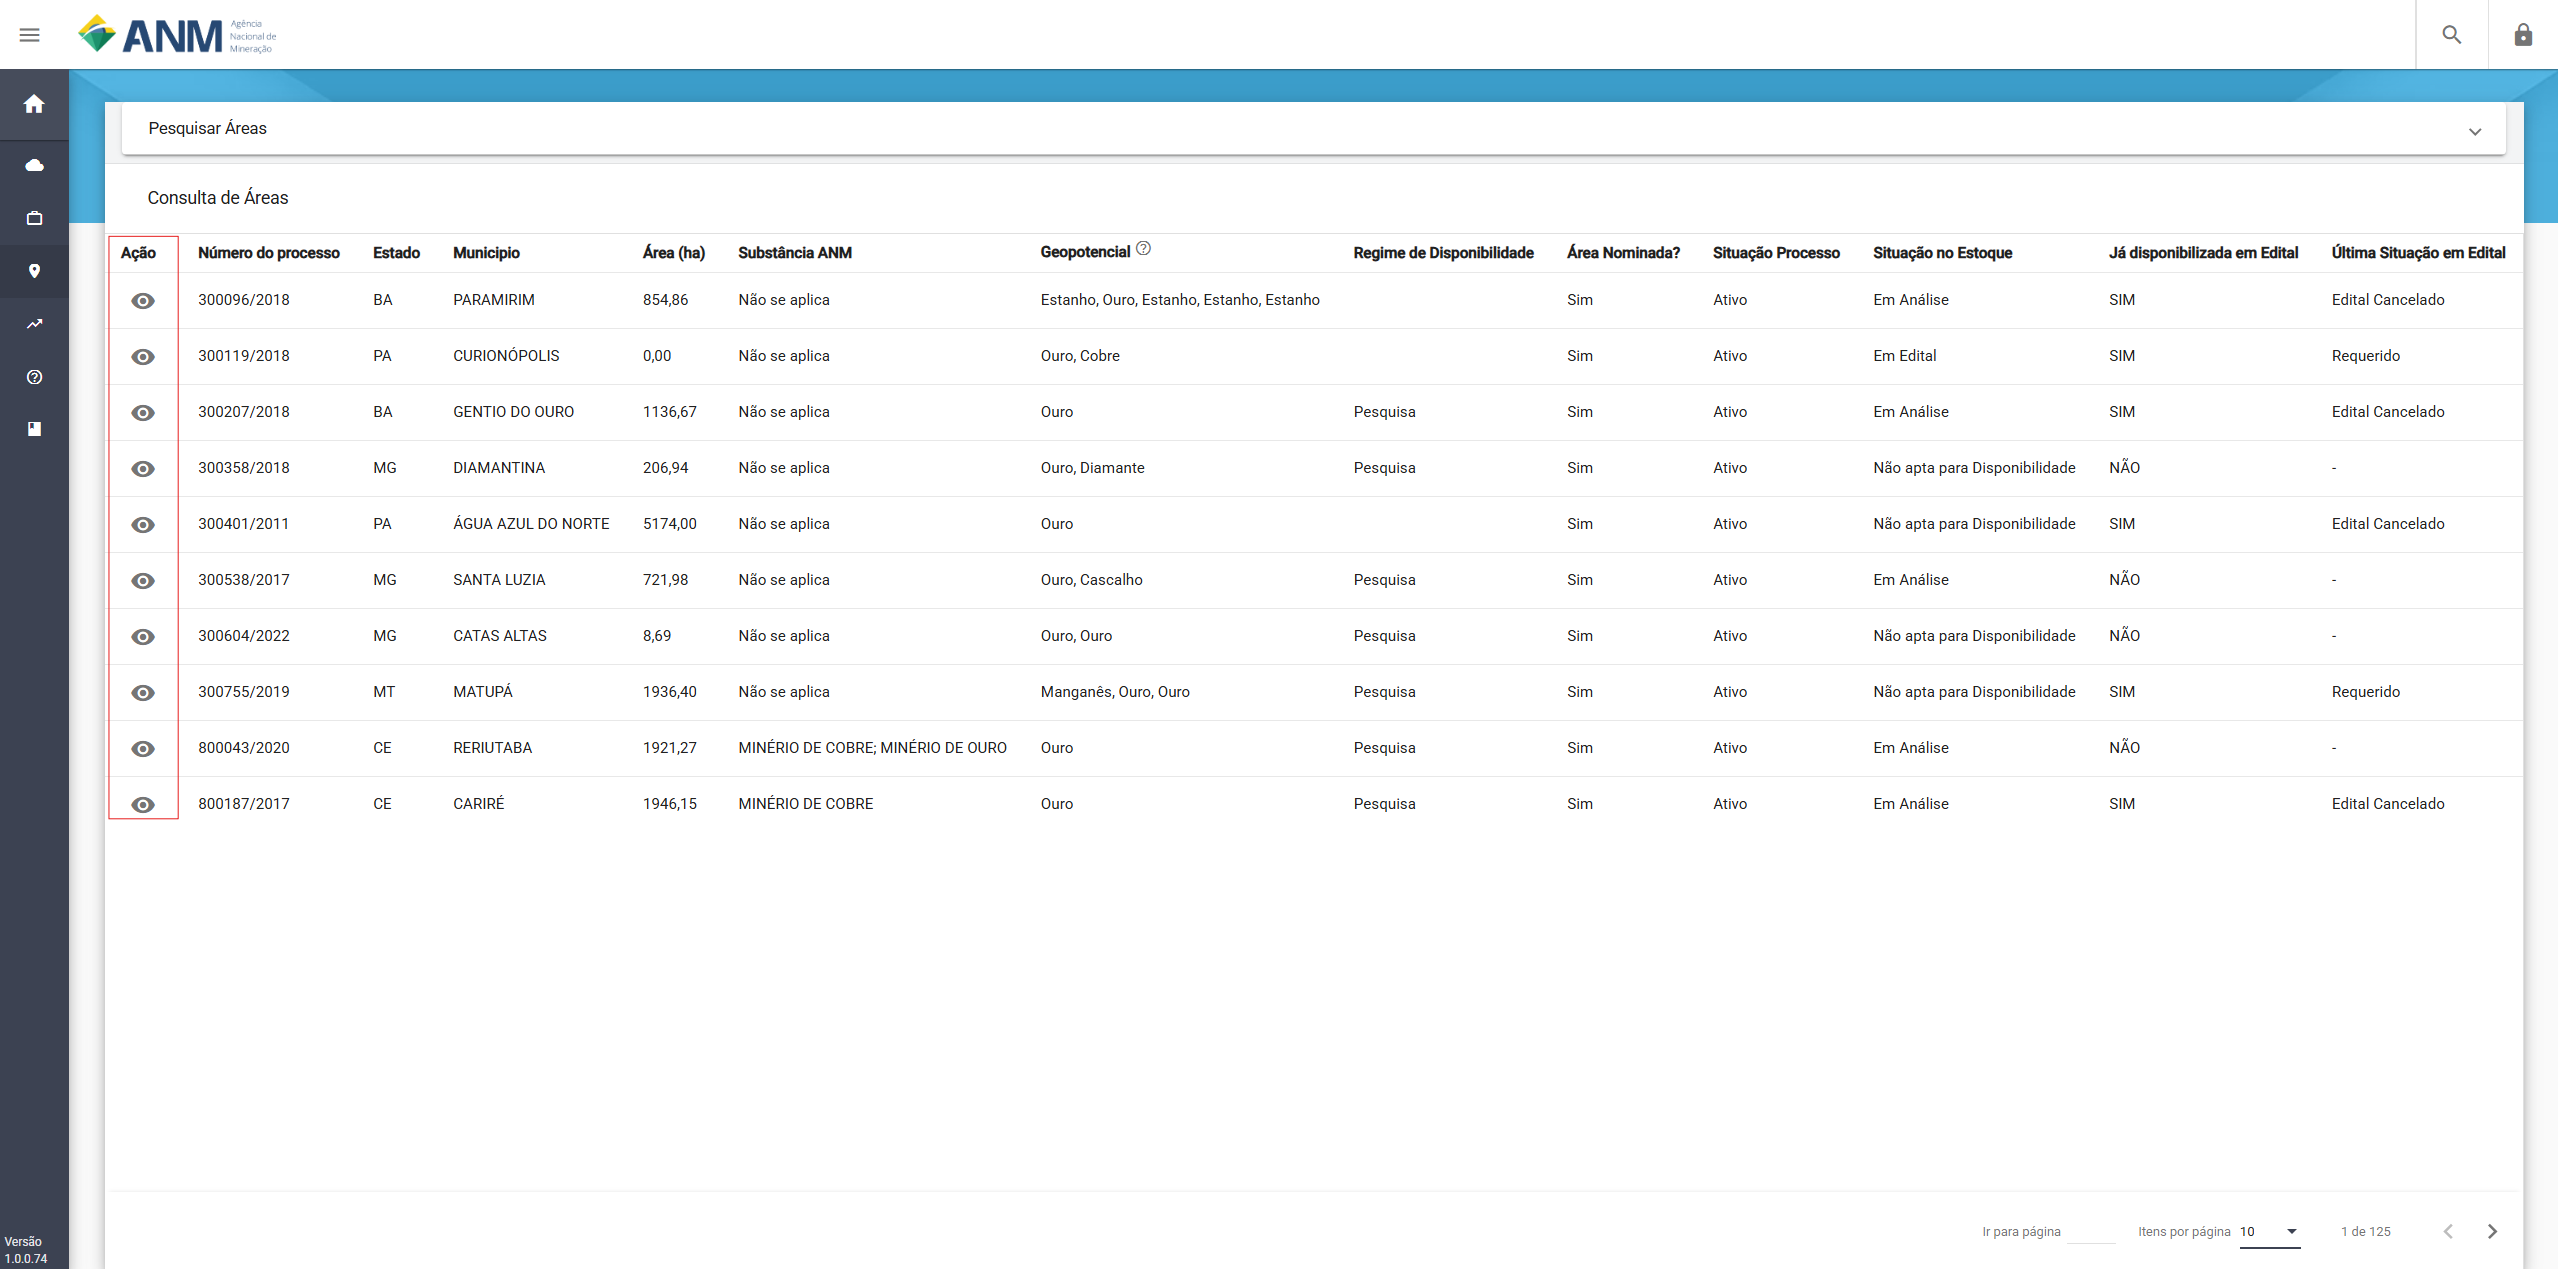 ANM Agência
Nacional de
Mineração
Pesquisar Áreas
Consulta de Áreas
Ação Número do processo Estado Municipio Área (ha) Substância ANM Geopotencial ? Regime de Disponibilidade Área Nominada? Situação Processo Situação no Estoque Já disponibilizada em Edital Última Situação em Edital
300096/2018 BA PARAMIRIM 854,86 Não se aplica Estanho, Ouro, Estanho, Estanho, Estanho Sim Ativo Em Análise SIM Edital Cancelado
300119/2018 PA CURIONÓPOLIS 0,00 Não se aplica Ouro, Cobre Sim Ativo Em Edital SIM Requerido
300207/2018 BA GENTIO DO OURO 1136,67 Não se aplica Ouro Pesquisa Sim Ativo Em Análise SIM Edital Cancelado
300358/2018 MG DIAMANTINA 206,94 Não se aplica Ouro, Diamante Pesquisa Sim Ativo Não apta para Disponibilidade NÃO -
300401/2011 PA ÁGUA AZUL DO NORTE 5174,00 Não se aplica Ouro Sim Ativo Não apta para Disponibilidade SIM Edital Cancelado
300538/2017 MG SANTA LUZIA 721,98 Não se aplica Ouro, Cascalho Pesquisa Sim Ativo Em Análise NÃO -
300604/2022 MG CATAS ALTAS 8,69 Não se aplica Ouro, Ouro Pesquisa Sim Ativo Não apta para Disponibilidade NÃO -
300755/2019 MT MATUPÁ 1936,40 Não se aplica Manganês, Ouro, Ouro Pesquisa Sim Ativo Não apta para Disponibilidade SIM Requerido
800043/2020 CE RERIUTABA 1921,27 MINÉRIO DE COBRE; MINÉRIO DE OURO Ouro Pesquisa Sim Ativo Em Análise NÃO -
800187/2017 CE CARIRÉ 1946,15 MINÉRIO DE COBRE Ouro Pesquisa Sim Ativo Em Análise SIM Edital Cancelado
Ir para página Itens por página 10 1 de 125
Versão
1.0.0.74